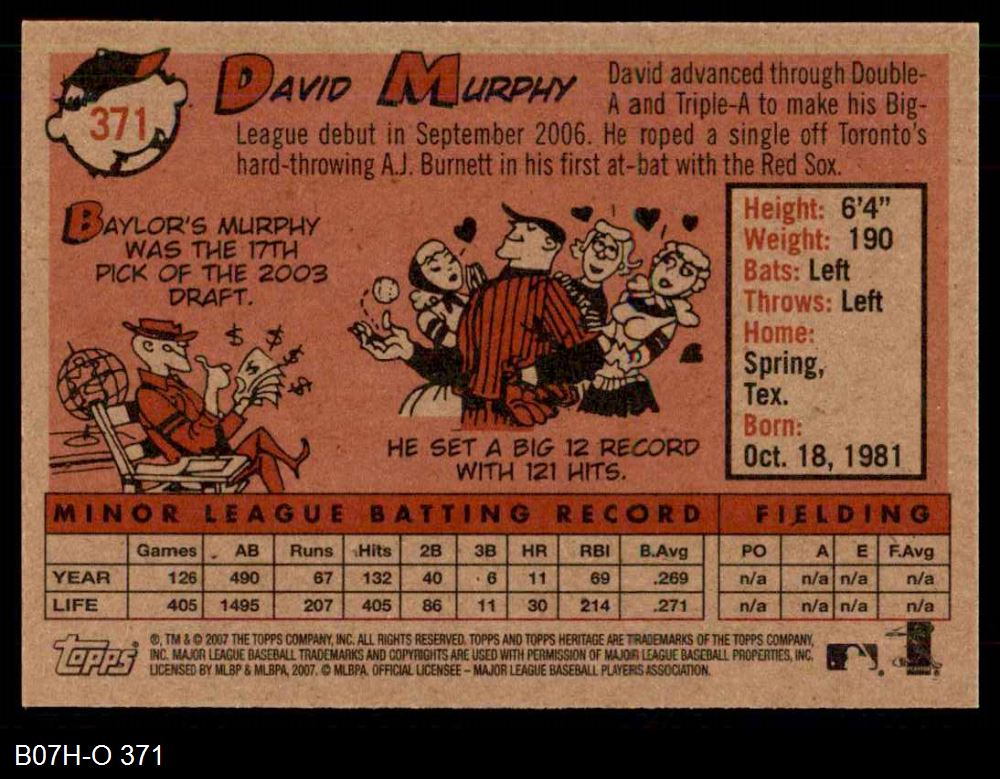 371
DAVID MURPHY
David advanced through Double-
A and Triple-A to make his Big-
League debut in September 2006. He roped a single off Toronto's
hard-throwing A.J. Burnett in his first at-bat with the Red Sox.
BAYLOR'S MURPHY
WAS THE 17TH
PICK OF THE 2003
DRAFT.
$ $ $ $ $
HE SET A BIG 12 RECORD
WITH 121 HITS.
Height: 6'4"
Weight: 190
Bats: Left
Throws: Left
Home:
Spring,
Tex.
Born:
Oct. 18, 1981
MINOR LEAGUE BATTING RECORD FIELDING
Games AB Runs Hits 2B 3B HR RBI B.Avg PO A E F.Avg
YEAR 126 490 67 132 40 6 11 69 .269 n/a n/a n/a n/a
LIFE 405 1495 207 405 86 11 30 214 .271 n/a n/a n/a n/a
Topps
®, TM & © 2007 THE TOPPS COMPANY, INC. ALL RIGHTS RESERVED. TOPPS AND TOPPS HERITAGE ARE TRADEMARKS OF THE TOPPS COMPANY,
INC. MAJOR LEAGUE BASEBALL TRADEMARKS AND COPYRIGHTS ARE USED WITH PERMISSION OF MAJOR LEAGUE BASEBALL PROPERTIES, INC.
LICENSED BY MLBP & MLBPA, 2007. © MLBPA. OFFICIAL LICENSEE – MAJOR LEAGUE BASEBALL PLAYERS ASSOCIATION.
B07H-O 371